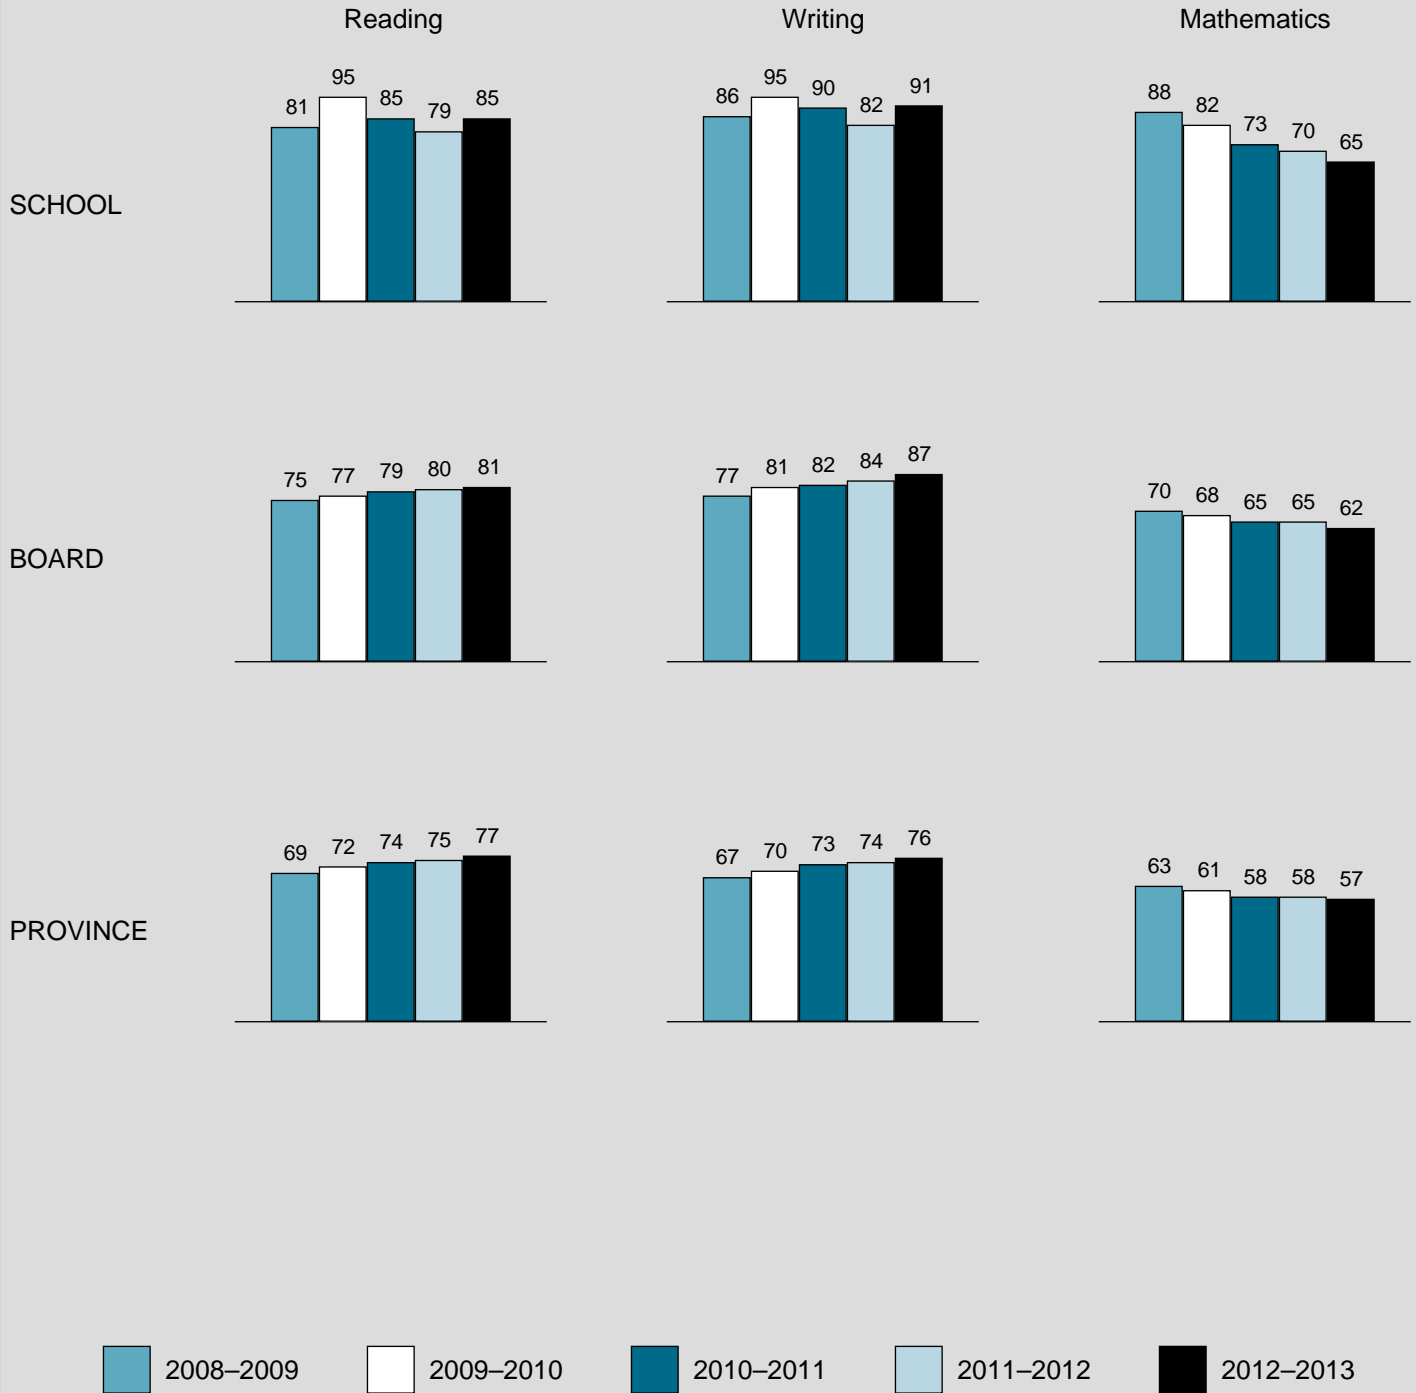 Reading Writing Mathematics
SCHOOL
81 95 85 79 85
86 95 90 82 91
88 82 73 70 65
BOARD
75 77 79 80 81
77 81 82 84 87
70 68 65 65 62
PROVINCE
69 72 74 75 77
67 70 73 74 76
63 61 58 58 57
2008–2009 2009–2010 2010–2011 2011–2012 2012–2013